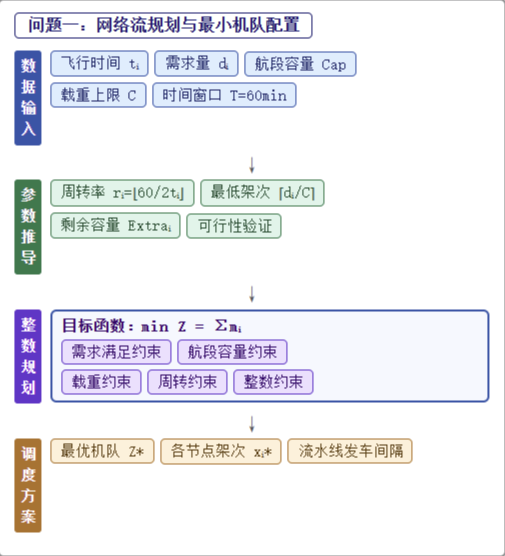 问题一：网络流规划与最小机队配置
数据输入
飞行时间 tᵢ 需求量 dᵢ 航段容量 Cap
载重上限 C 时间窗口 T=60min
↓
参数推导
周转率 rᵢ=⌊60/2tᵢ⌋ 最低架次 ⌈dᵢ/C⌉
剩余容量 Extraᵢ 可行性验证
↓
整数规划
目标函数：min Z = Σmᵢ
需求满足约束 航段容量约束
载重约束 周转约束 整数约束
↓
调度方案
最优机队 Z* 各节点架次 xᵢ* 流水线发车间隔